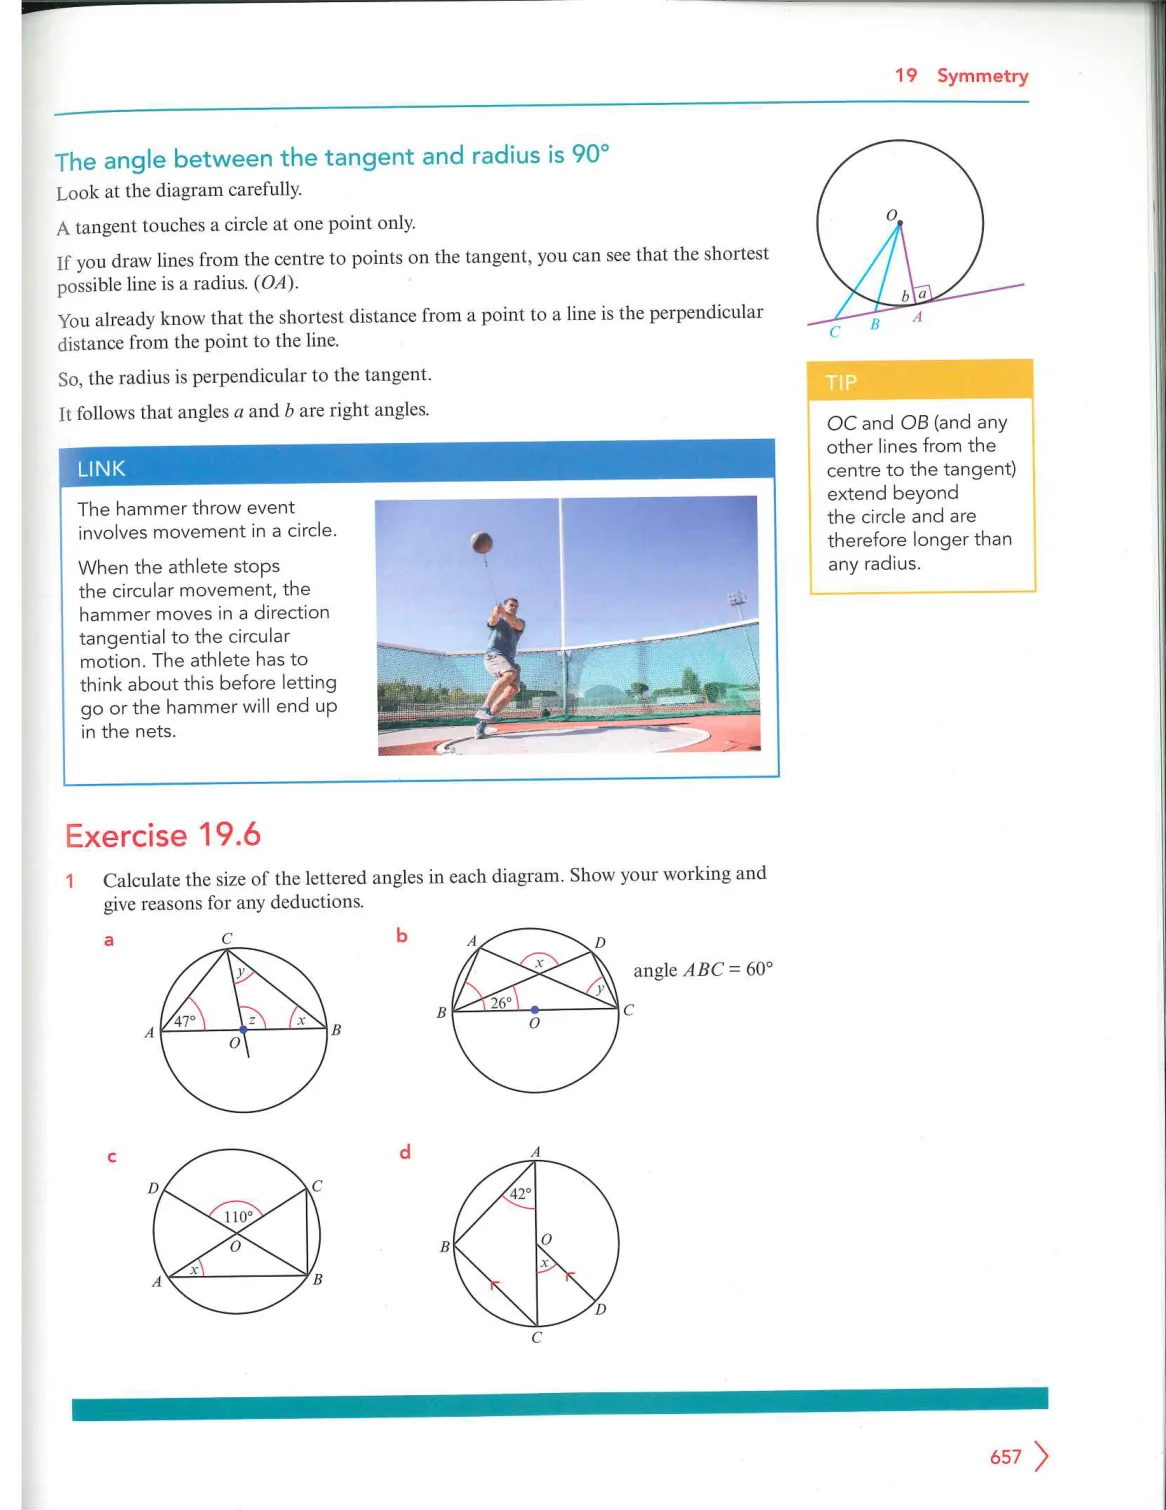 19 Symmetry
The angle between the tangent and radius is 90°
Look at the diagram carefully.
A tangent touches a circle at one point only.
If you draw lines from the centre to points on the tangent, you can see that the shortest
possible line is a radius. (OA).
You already know that the shortest distance from a point to a line is the perpendicular
distance from the point to the line.
So, the radius is perpendicular to the tangent.
It follows that angles a and b are right angles.
O
b a
C B A
TIP
OC and OB (and any
other lines from the
centre to the tangent)
extend beyond
the circle and are
therefore longer than
any radius.
LINK
The hammer throw event
involves movement in a circle.
When the athlete stops
the circular movement, the
hammer moves in a direction
tangential to the circular
motion. The athlete has to
think about this before letting
go or the hammer will end up
in the nets.
Exercise 19.6
1 Calculate the size of the lettered angles in each diagram. Show your working and
give reasons for any deductions.
a
C
y
47° z x
A B
O
b
A D
x
angle ABC = 60°
26° y
B C
O
c
D C
110°
O
x
A B
d
A
42°
B O
x
D
C
657